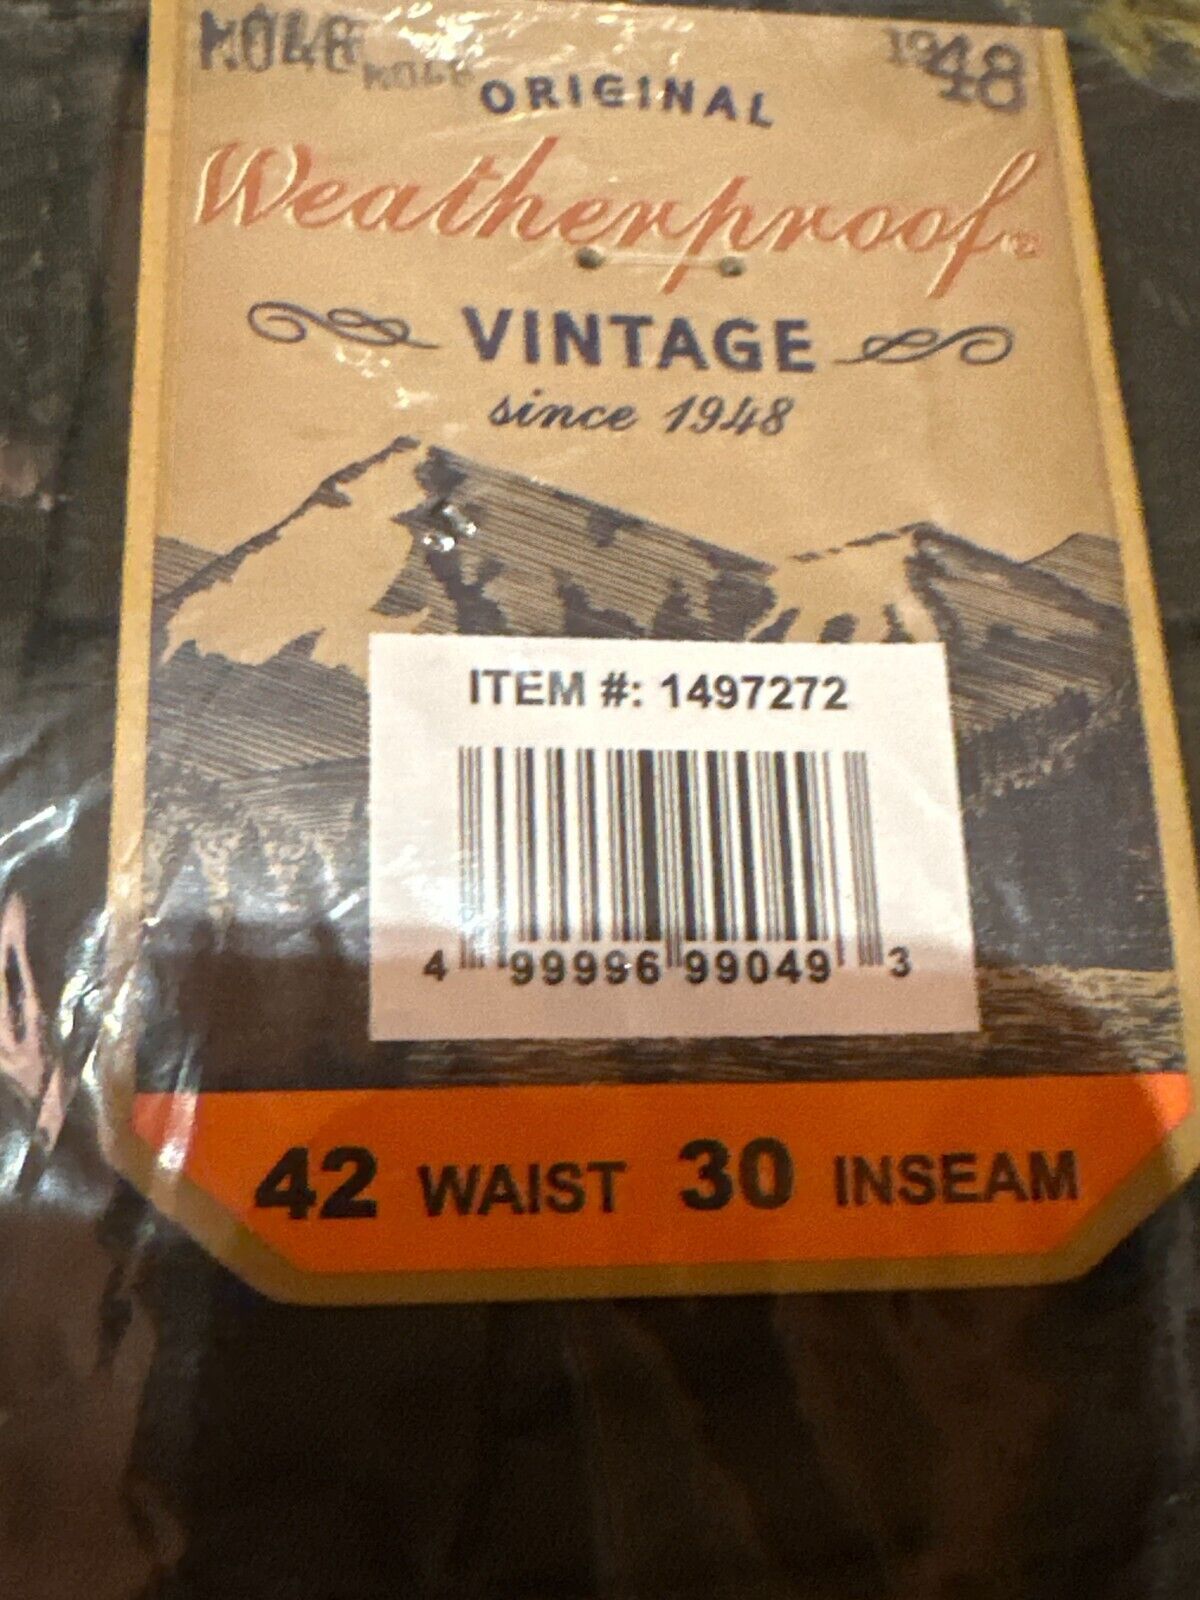 1948
ORIGINAL
Weatherproof®
VINTAGE
since 1948
ITEM #: 1497272
4 99996 99049 3
42 WAIST 30 INSEAM